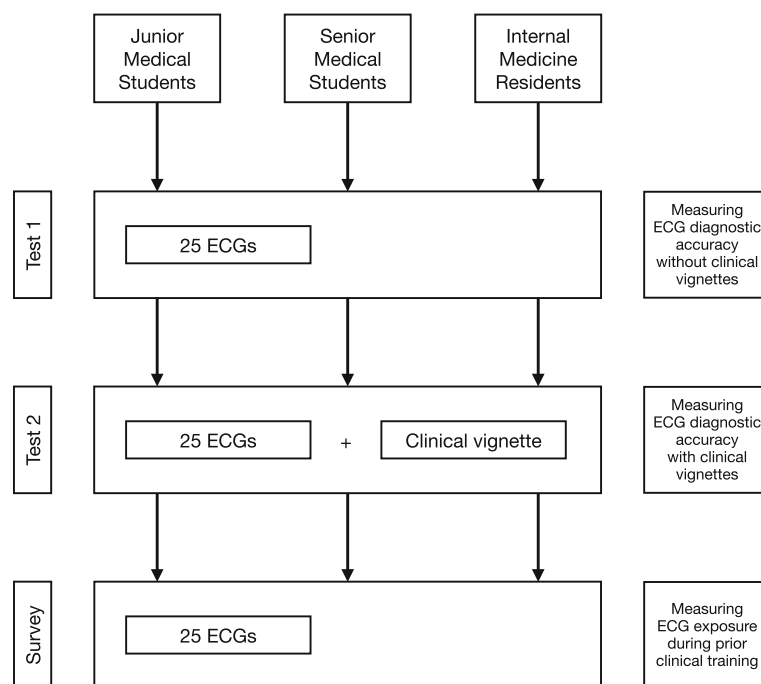 Junior
Medical
Students
Senior
Medical
Students
Internal
Medicine
Residents
Test 1
25 ECGs
Measuring
ECG diagnostic
accuracy
without clinical
vignettes
Test 2
25 ECGs
+
Clinical vignette
Measuring
ECG diagnostic
accuracy
with clinical
vignettes
Survey
25 ECGs
Measuring
ECG exposure
during prior
clinical training